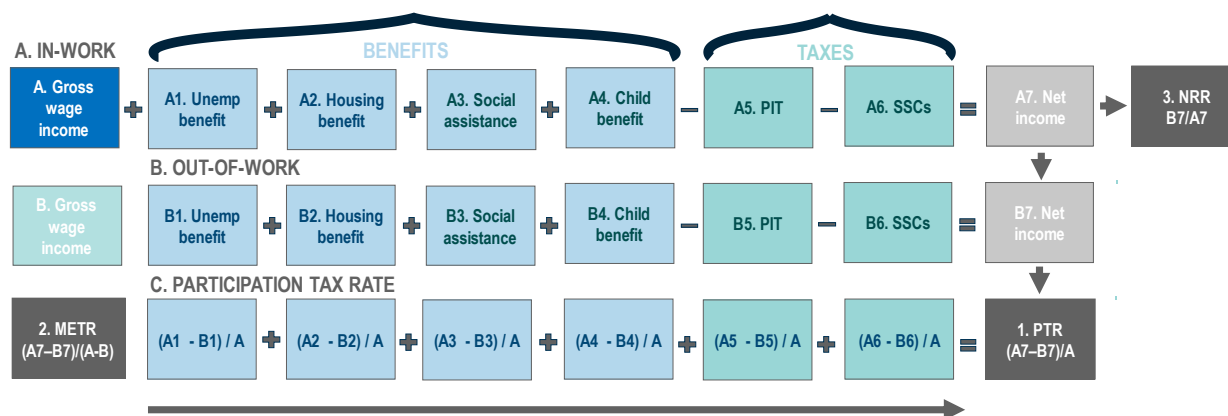 A. IN-WORK
BENEFITS
TAXES
A. Gross
wage
income
+
A1. Unemp
benefit
+
A2. Housing
benefit
+
A3. Social
assistance
+
A4. Child
benefit
−
A5. PIT
−
A6. SSCs
=
A7. Net
income
3. NRR
B7/A7
B. OUT-OF-WORK
B. Gross
wage
income
B1. Unemp
benefit
+
B2. Housing
benefit
+
B3. Social
assistance
+
B4. Child
benefit
−
B5. PIT
−
B6. SSCs
=
B7. Net
income
C. PARTICIPATION TAX RATE
2. METR
(A7–B7)/(A-B)
(A1 - B1) / A
+
(A2 - B2) / A
+
(A3 - B3) / A
+
(A4 - B4) / A
+
(A5 - B5) / A
+
(A6 - B6) / A
=
1. PTR
(A7–B7)/A